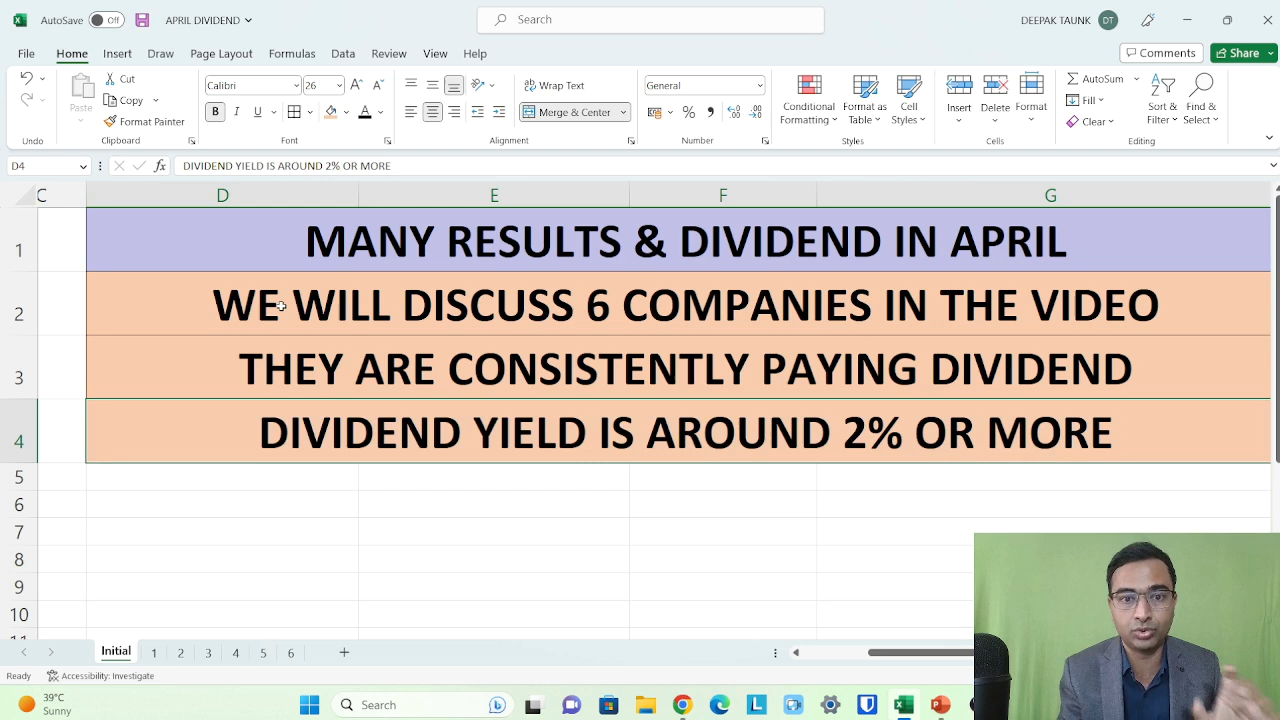 AutoSave Off APRIL DIVIDEND Search DEEPAK TAUNK DT
File Home Insert Draw Page Layout Formulas Data Review View Help Comments Share
Paste Cut Copy Format Painter
Calibri 26
B I U
Wrap Text
Merge & Center
General
Conditional Formatting Format as Table Cell Styles
Insert Delete Format
AutoSum Fill Clear
Sort & Filter Find & Select
Undo Clipboard Font Alignment Number Styles Cells Editing
D4 fx DIVIDEND YIELD IS AROUND 2% OR MORE
C D E F G
1 MANY RESULTS & DIVIDEND IN APRIL
2 WE WILL DISCUSS 6 COMPANIES IN THE VIDEO
3 THEY ARE CONSISTENTLY PAYING DIVIDEND
4 DIVIDEND YIELD IS AROUND 2% OR MORE
5
6
7
8
9
10
11
Initial 1 2 3 4 5 6
Ready Accessibility: Investigate
39°C
Sunny
Search